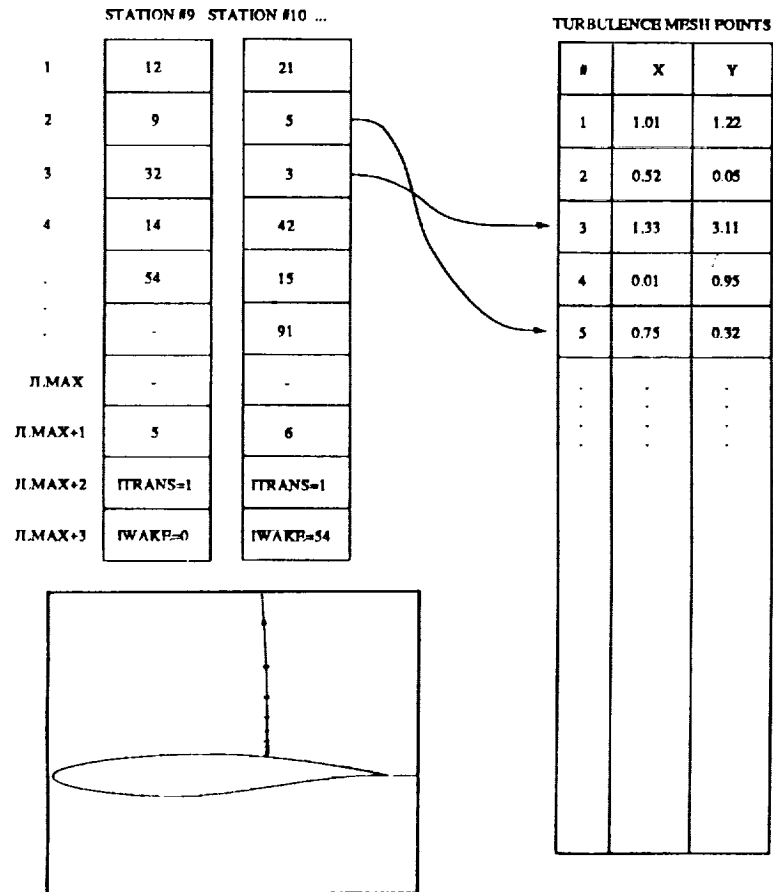 STATION #9 STATION #10 ...
1 12 21
2 9 5
3 32 3
4 14 42
. 54 15
. - 91
JLMAX - -
JLMAX+1 5 6
JLMAX+2 ITRANS=1 ITRANS=1
JLMAX+3 IWAKE=0 IWAKE=54
TURBULENCE MESH POINTS
# X Y
1 1.01 1.22
2 0.52 0.05
3 1.33 3.11
4 0.01 0.95
5 0.75 0.32